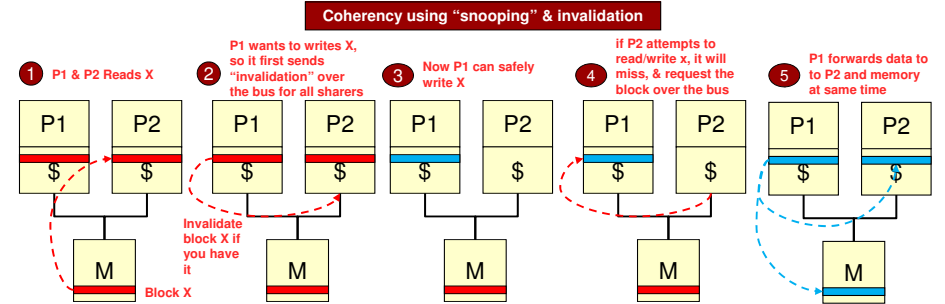 Coherency using “snooping” & invalidation
1
P1 & P2 Reads X
2
P1 wants to writes X,
so it first sends
“invalidation” over
the bus for all sharers
3
Now P1 can safely
write X
4
if P2 attempts to
read/write x, it will
miss, & request the
block over the bus
5
P1 forwards data to
to P2 and memory
at same time
P1
P2
P1
P2
P1
P2
P1
P2
P1
P2
$
$
$
$
$
$
$
$
$
$
Invalidate
block X if
you have
it
M
M
M
M
M
Block X